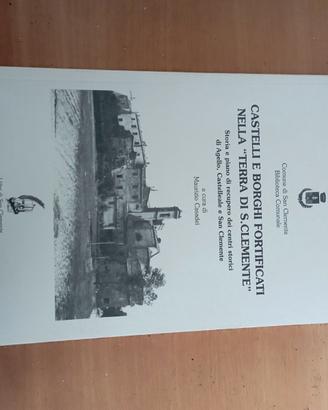 Comune di San Clemente
Biblioteca Comunale
CASTELLI E BORGHI FORTIFICATI
NELLA "TERRA DI S.CLEMENTE"
Storia e piano di recupero dei centri storici
di Agello, Castelleale e San Clemente
a cura di
Maurizio Casadei